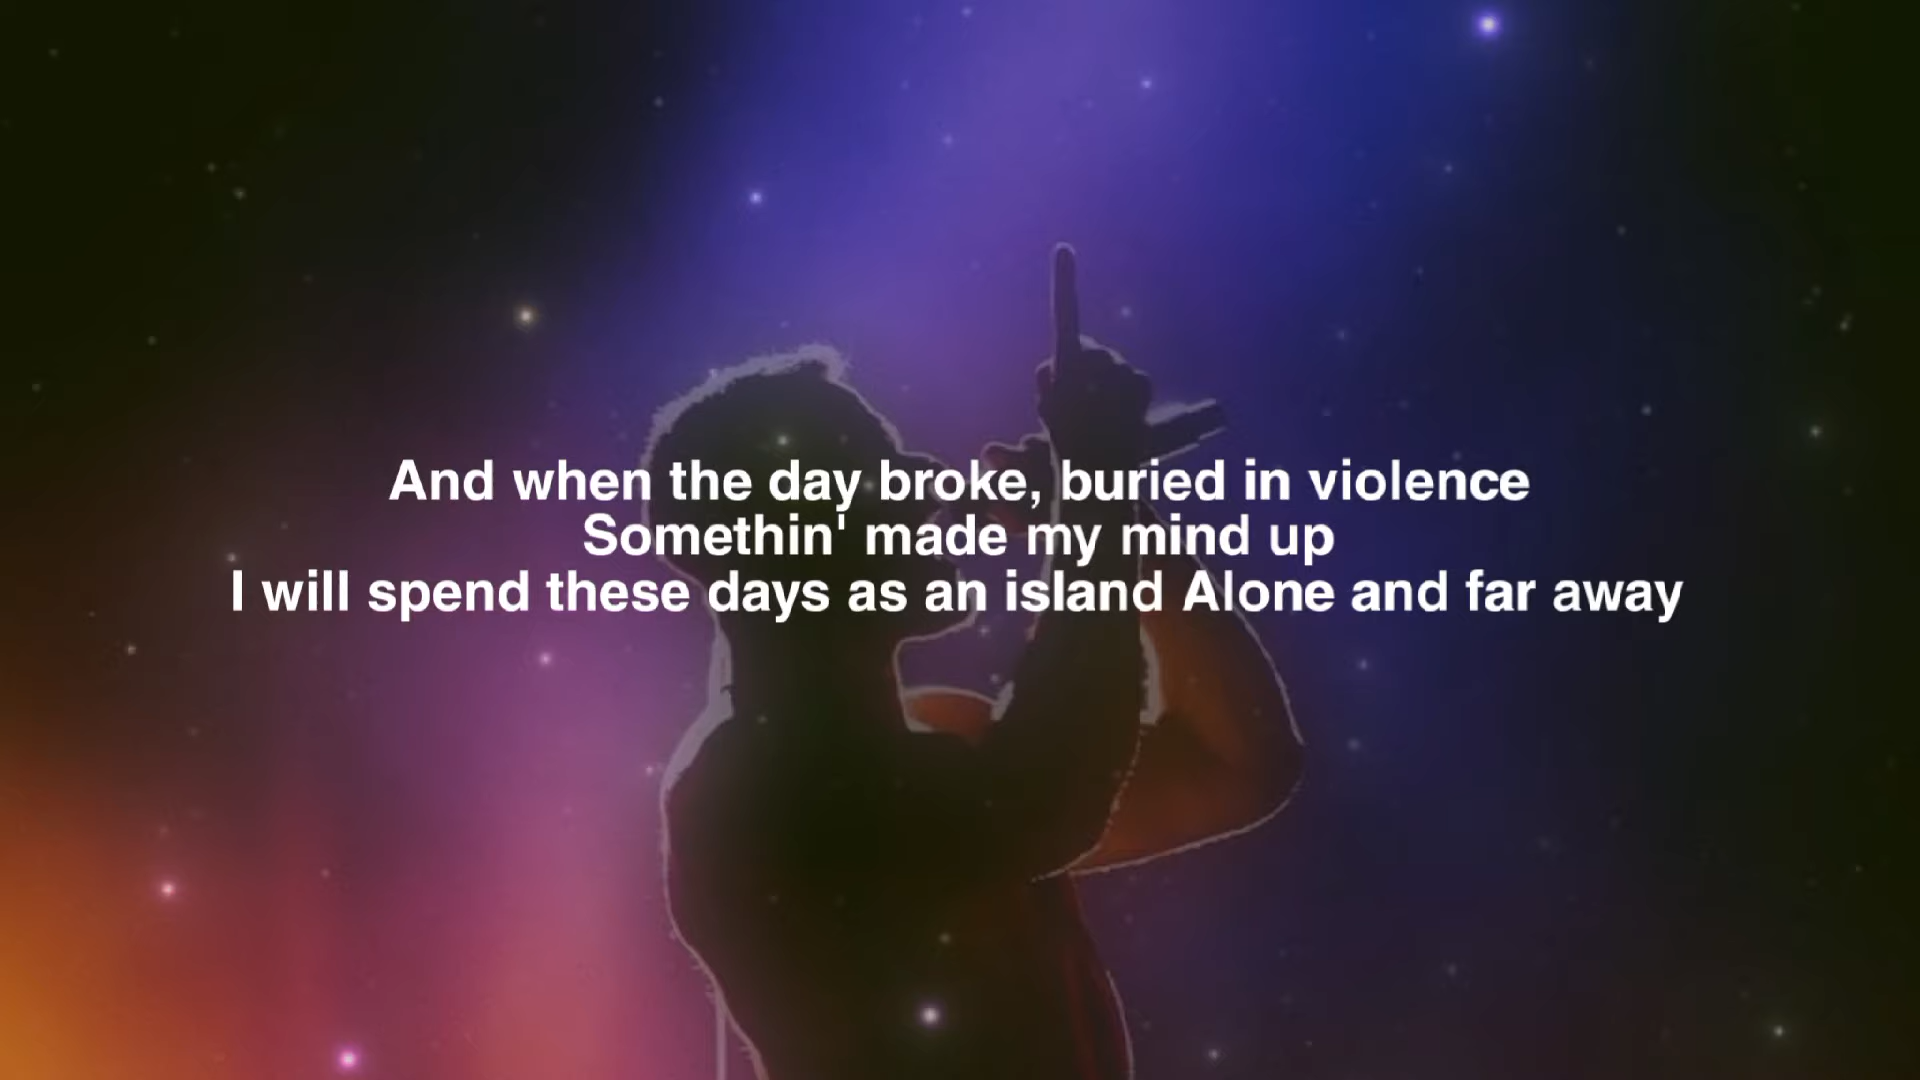 And when the day broke, buried in violence
Somethin' made my mind up
I will spend these days as an island Alone and far away